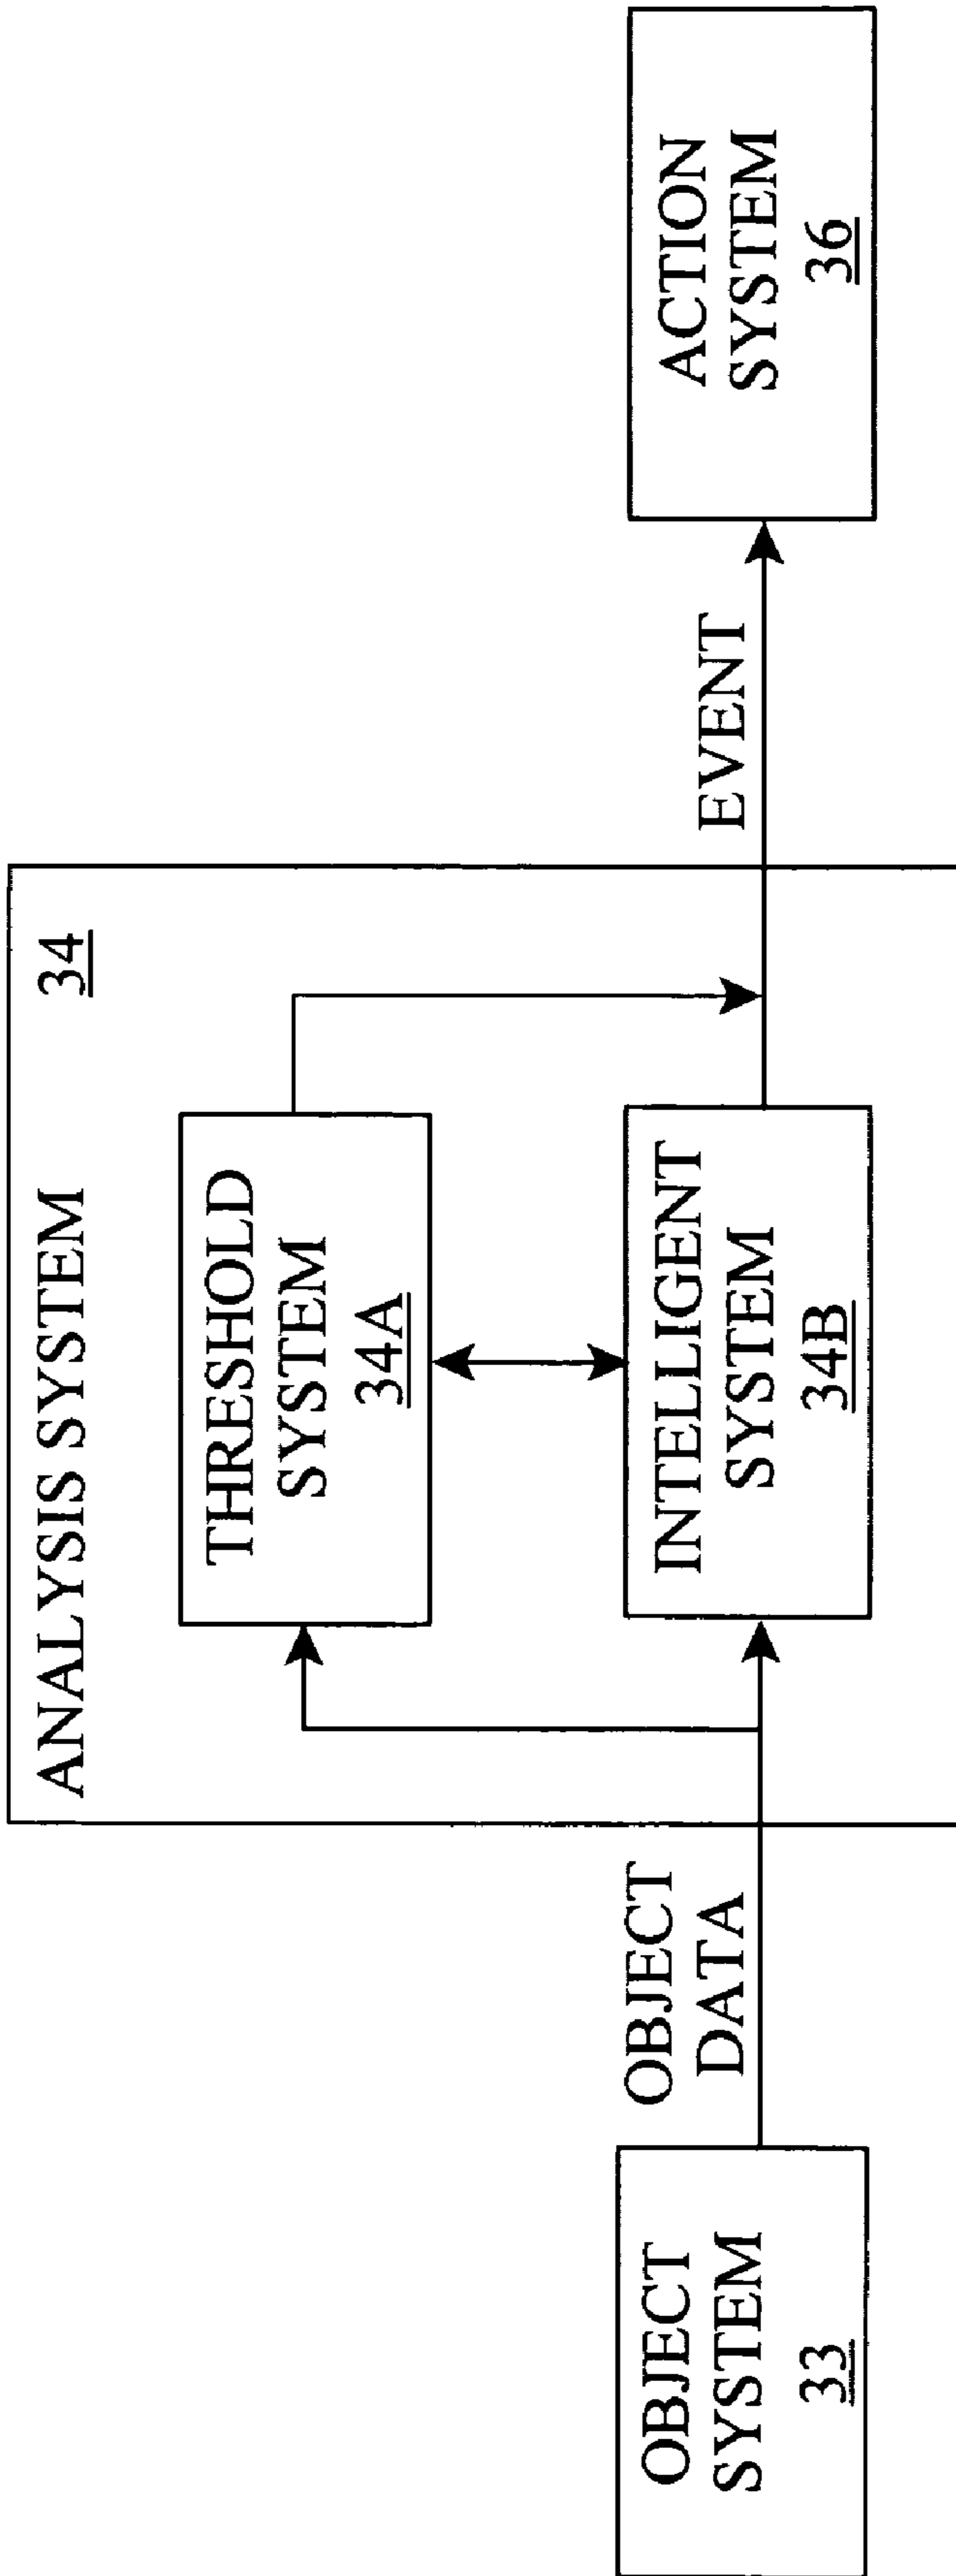 ANALYSIS SYSTEM
34
THRESHOLD
SYSTEM
34A
OBJECT
SYSTEM
33
OBJECT
DATA
INTELLIGENT
SYSTEM
34B
EVENT
ACTION
SYSTEM
36